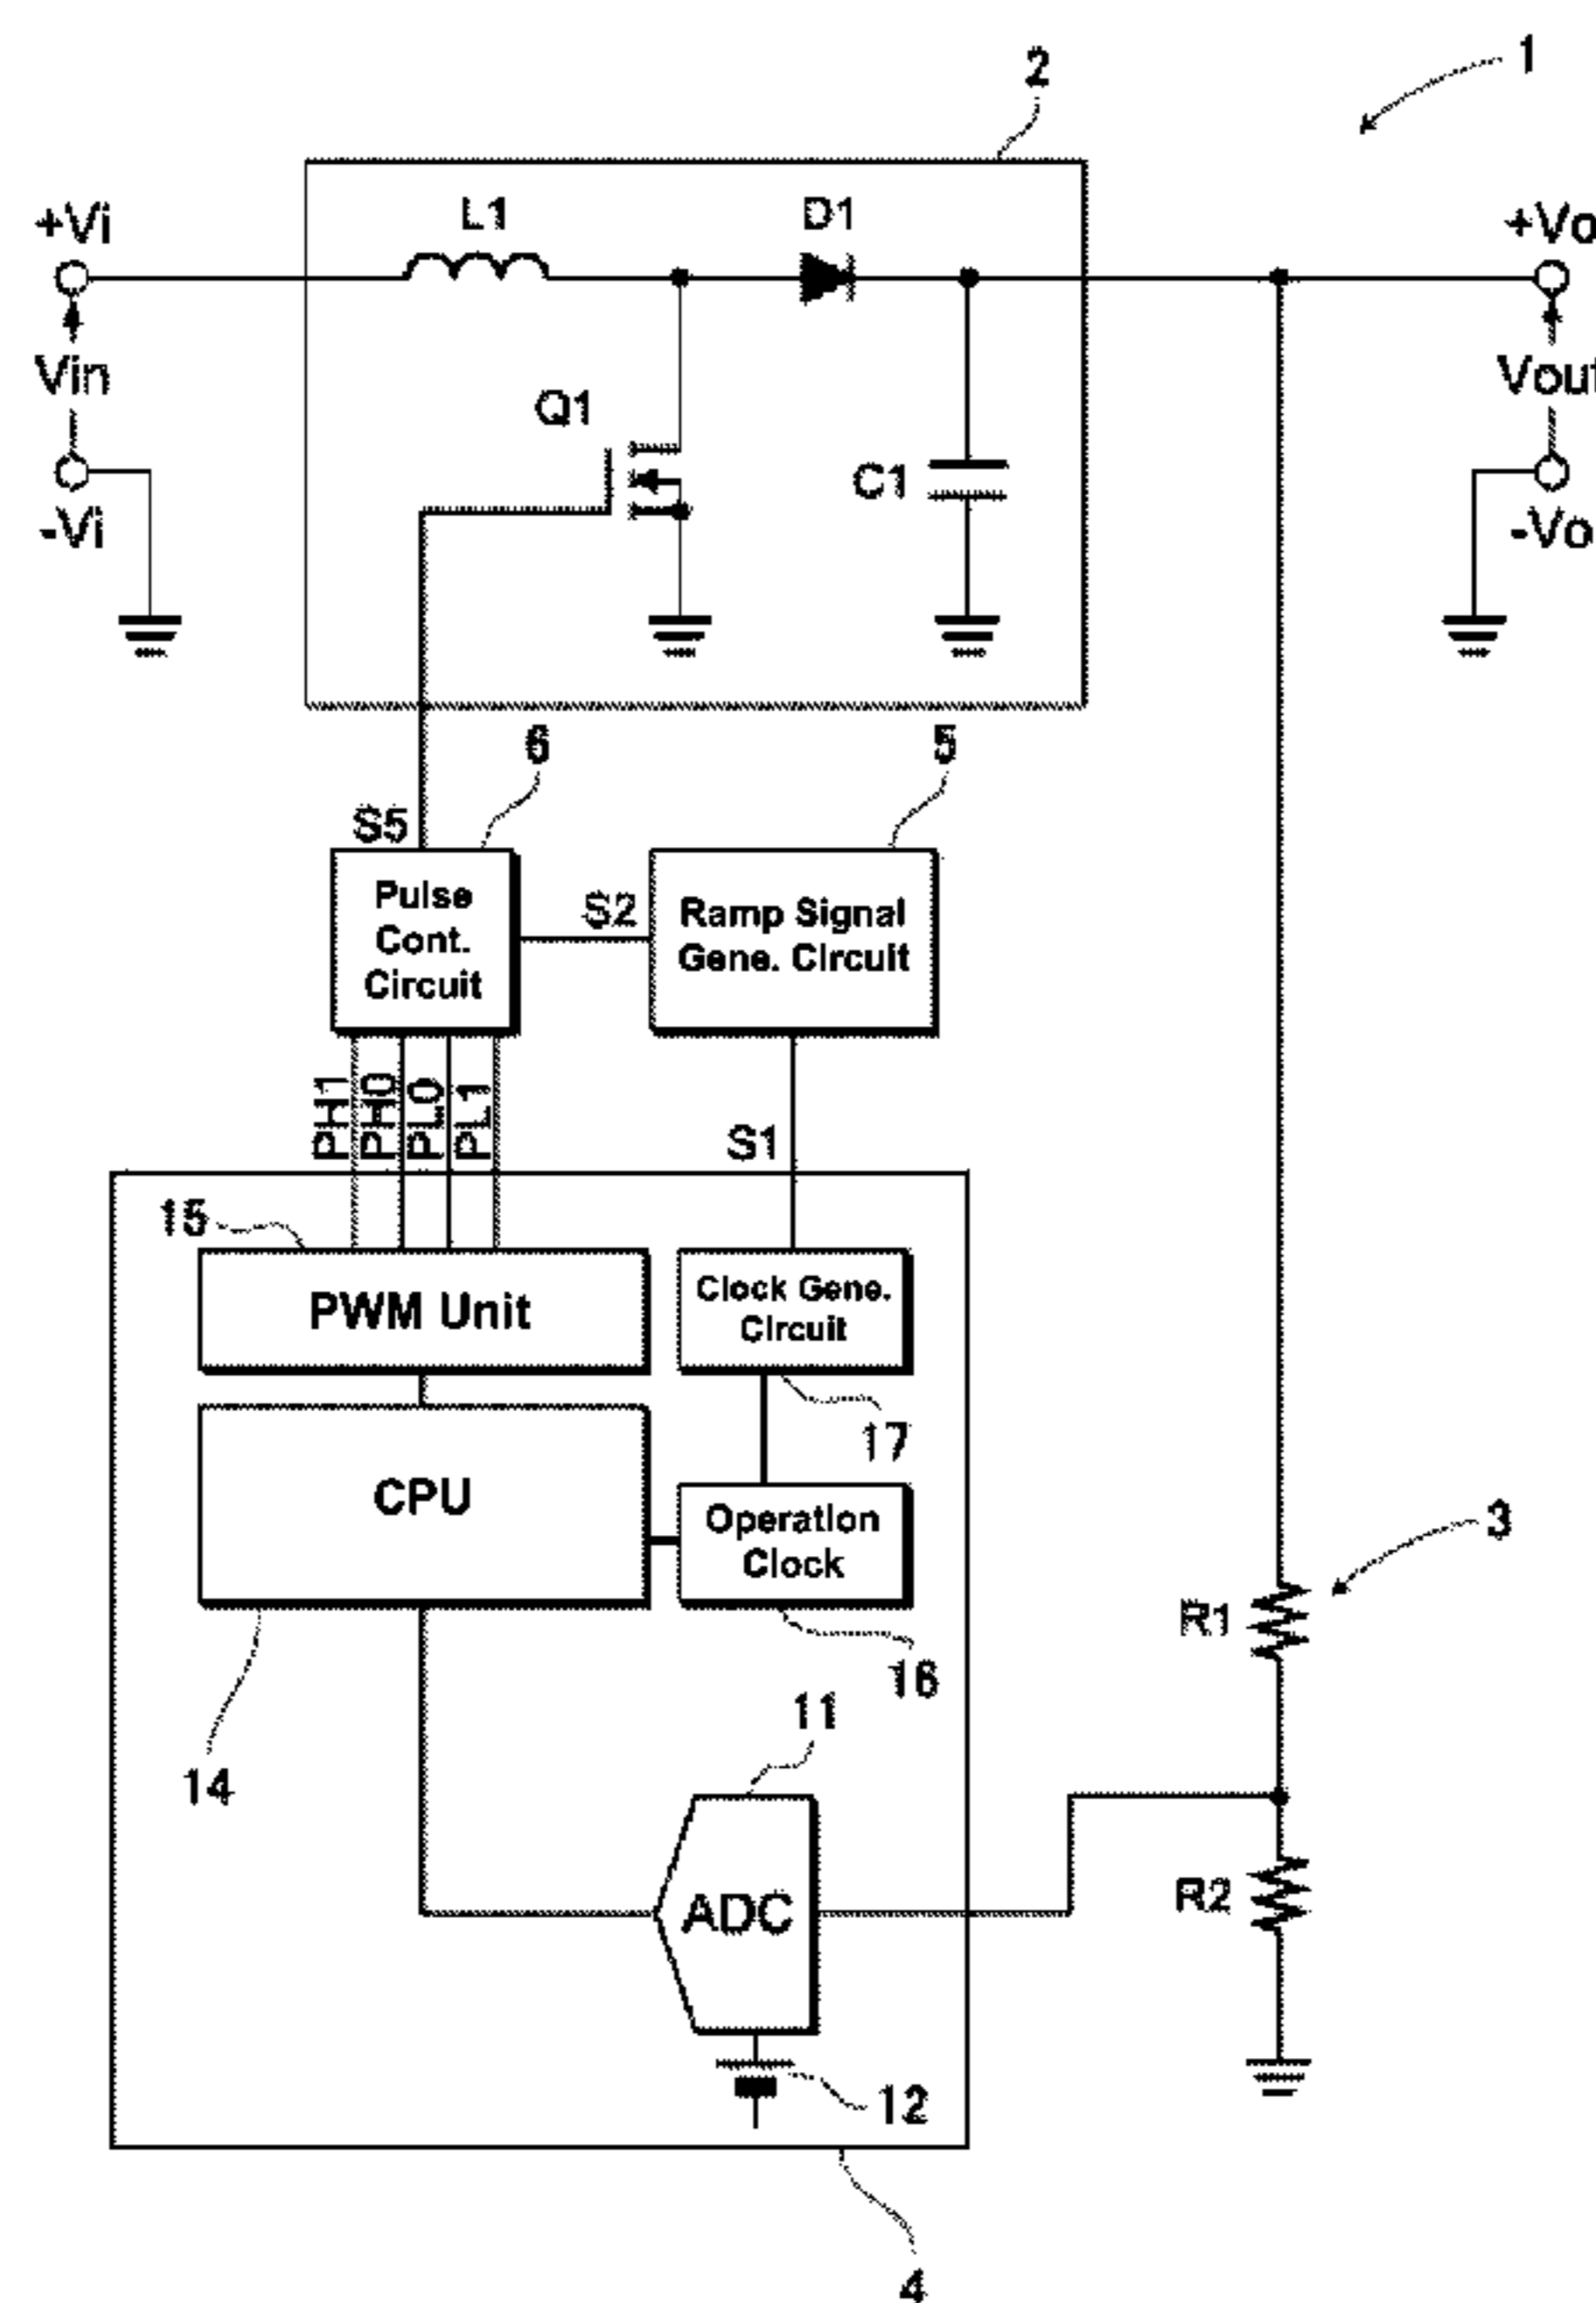 1
2
L1
D1
+Vi
+Vo
Vin
Vout
Q1
C1
-Vi
-Vo
6
5
S5
Pulse
Cont.
Circuit
S2
Ramp Signal
Gene. Circuit
PH1
PH0
PL0
PL1
S1
15
PWM Unit
Clock Gene.
Circuit
17
CPU
Operation
Clock
3
R1
16
11
14
ADC
R2
12
4